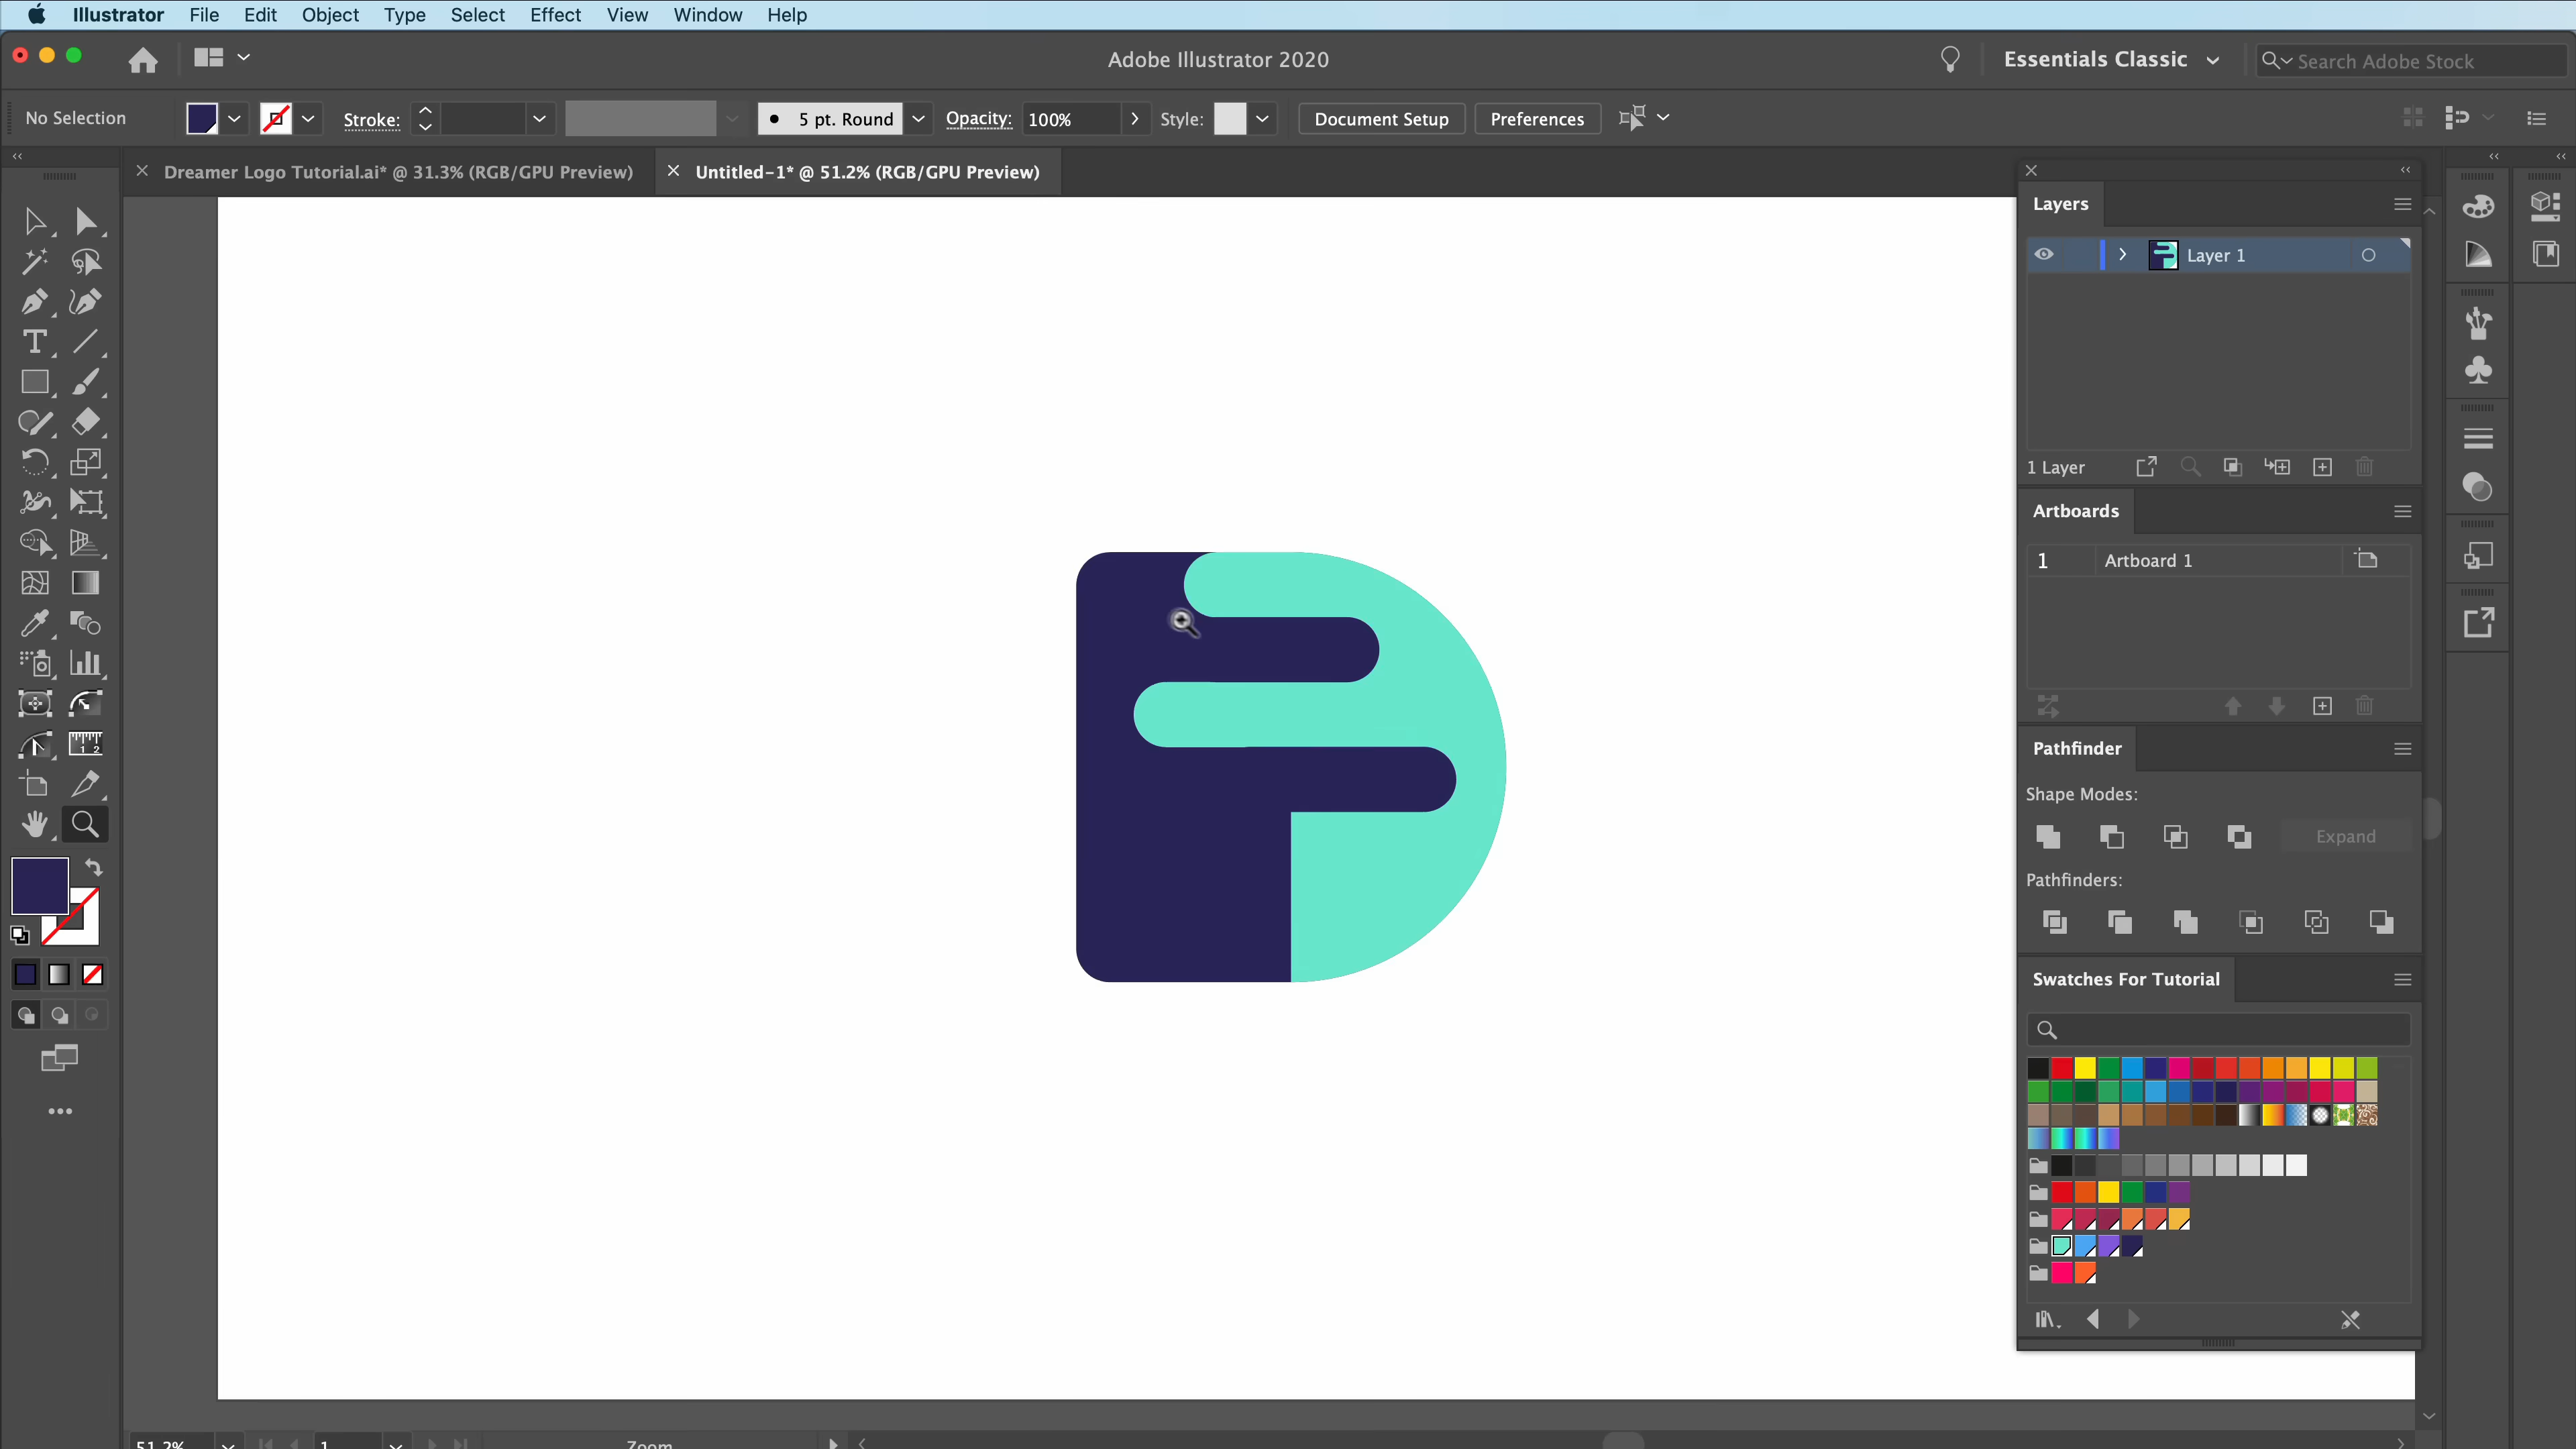 Illustrator File Edit Object Type Select Effect View Window Help
Adobe Illustrator 2020
Essentials Classic
Search Adobe Stock
No Selection
Stroke:
5 pt. Round
Opacity: 100%
Style:
Document Setup
Preferences
Dreamer Logo Tutorial.ai* @ 31.3% (RGB/GPU Preview)
Untitled-1* @ 51.2% (RGB/GPU Preview)
Layers
Layer 1
1 Layer
Artboards
1 Artboard 1
Pathfinder
Shape Modes:
Expand
Pathfinders:
Swatches For Tutorial
51.2%
1
Zoom